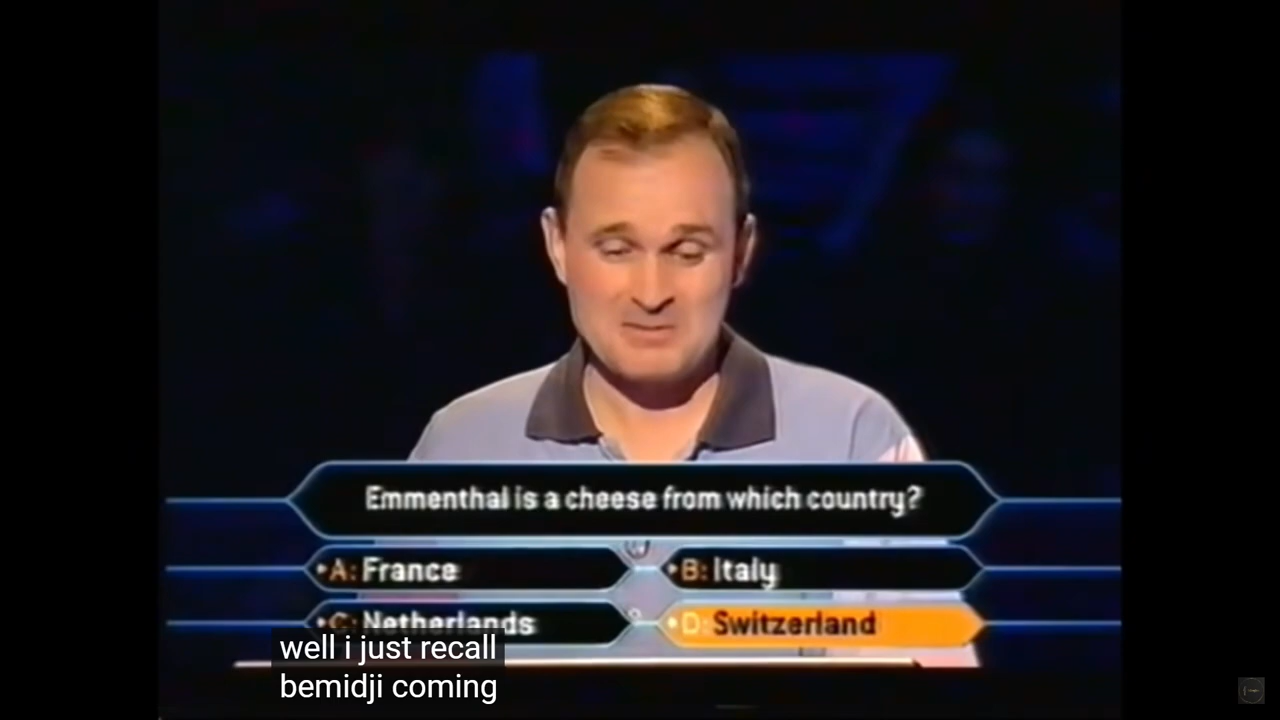 Emmenthal is a cheese from which country?
A: France
B: Italy
C: Netherlands
D: Switzerland
well i just recall
bemidji coming